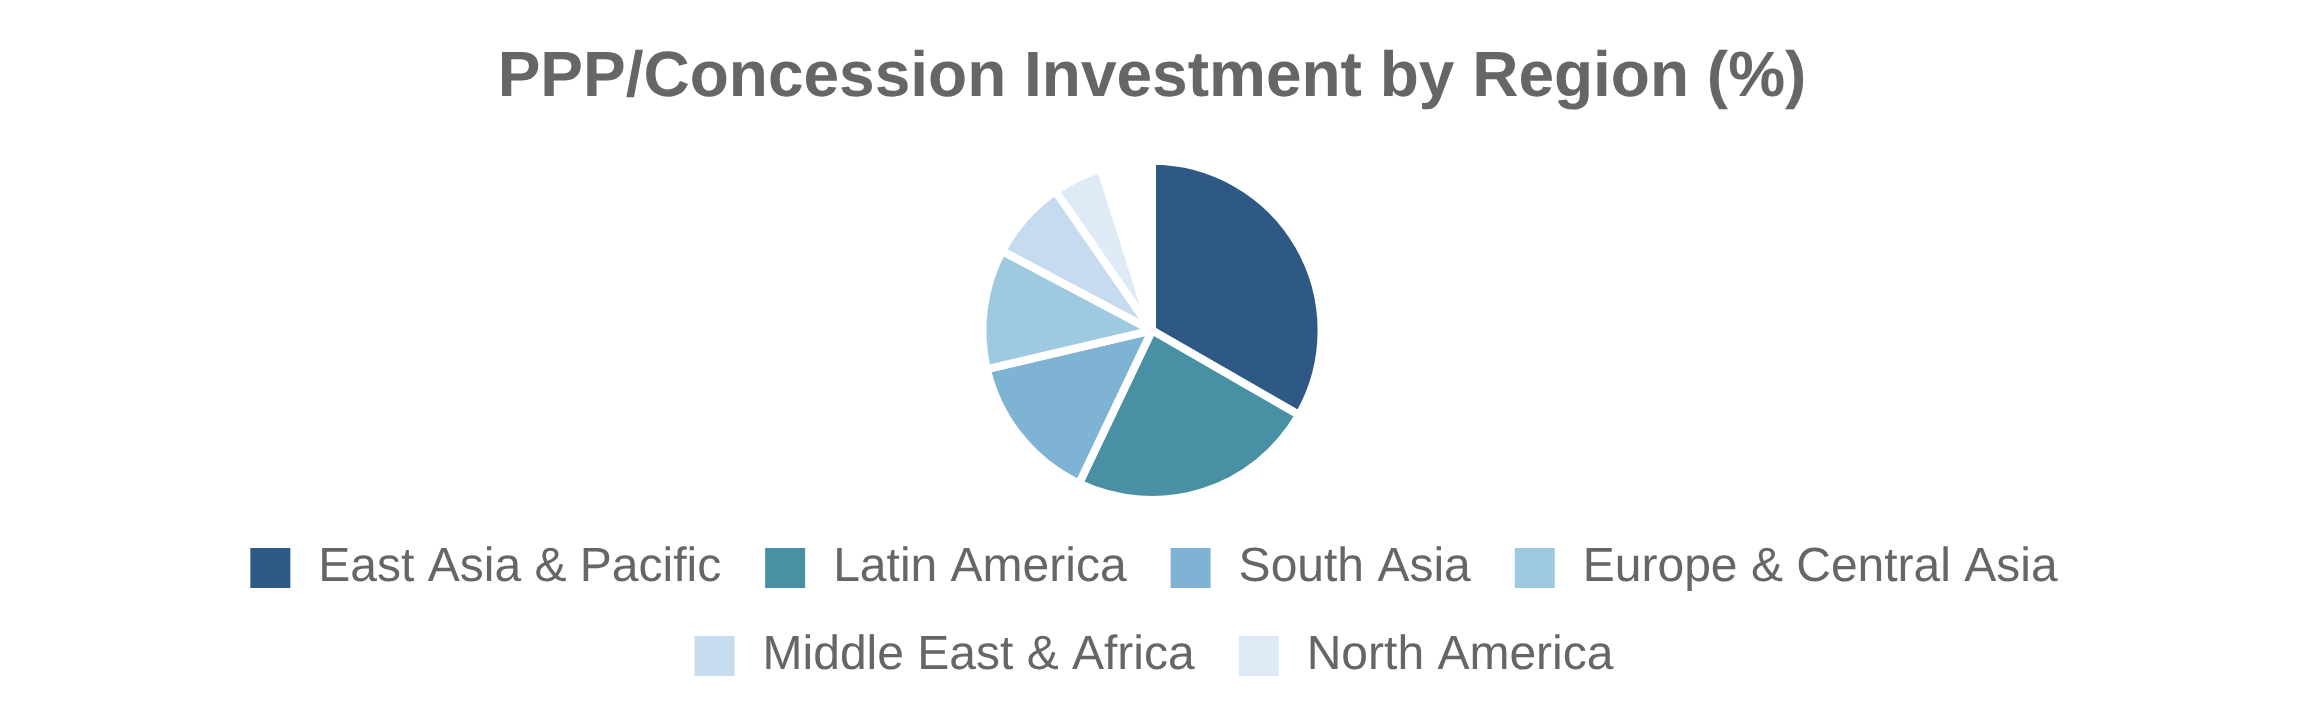 PPP/Concession Investment by Region (%)
East Asia & Pacific Latin America South Asia Europe & Central Asia
Middle East & Africa North America